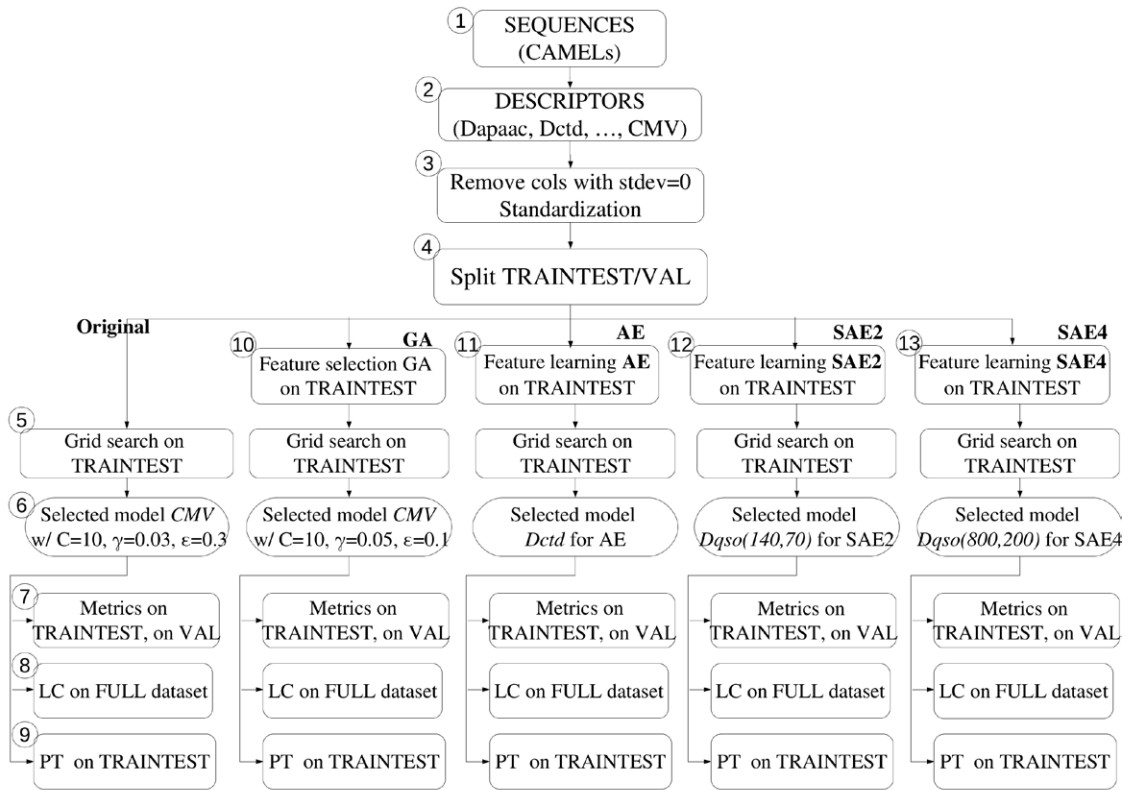 1
SEQUENCES
(CAMELs)
2
DESCRIPTORS
(Dapaac, Dctd, …, CMV)
3
Remove cols with stdev=0
Standardization
4
Split TRAINTEST/VAL
Original
GA
AE
SAE2
SAE4
10
Feature selection GA
on TRAINTEST
11
Feature learning AE
on TRAINTEST
12
Feature learning SAE2
on TRAINTEST
13
Feature learning SAE4
on TRAINTEST
5
Grid search on
TRAINTEST
Grid search on
TRAINTEST
Grid search on
TRAINTEST
Grid search on
TRAINTEST
Grid search on
TRAINTEST
6
Selected model CMV
w/ C=10, γ=0.03, ε=0.3
Selected model CMV
w/ C=10, γ=0.05, ε=0.1
Selected model
Dctd for AE
Selected model
Dqso(140,70) for SAE2
Selected model
Dqso(800,200) for SAE4
7
Metrics on
TRAINTEST, on VAL
Metrics on
TRAINTEST, on VAL
Metrics on
TRAINTEST, on VAL
Metrics on
TRAINTEST, on VAL
Metrics on
TRAINTEST, on VAL
8
LC on FULL dataset
LC on FULL dataset
LC on FULL dataset
LC on FULL dataset
LC on FULL dataset
9
PT on TRAINTEST
PT on TRAINTEST
PT on TRAINTEST
PT on TRAINTEST
PT on TRAINTEST